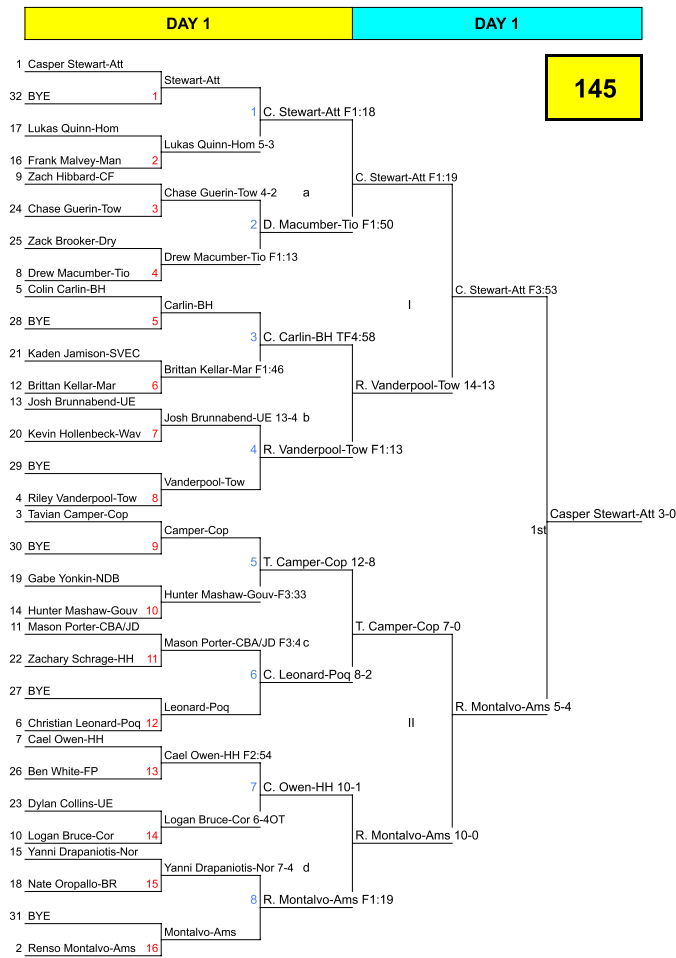 DAY 1
DAY 1
145
1 Casper Stewart-Att
Stewart-Att
32 BYE 1
1 C. Stewart-Att F1:18
17 Lukas Quinn-Hom
Lukas Quinn-Hom 5-3
16 Frank Malvey-Man 2
9 Zach Hibbard-CF
C. Stewart-Att F1:19
Chase Guerin-Tow 4-2 a
24 Chase Guerin-Tow 3
2 D. Macumber-Tio F1:50
25 Zack Brooker-Dry
Drew Macumber-Tio F1:13
8 Drew Macumber-Tio 4
5 Colin Carlin-BH
C. Stewart-Att F3:53
Carlin-BH
I
28 BYE 5
3 C. Carlin-BH TF4:58
21 Kaden Jamison-SVEC
Brittan Kellar-Mar F1:46
12 Brittan Kellar-Mar 6
R. Vanderpool-Tow 14-13
13 Josh Brunnabend-UE
Josh Brunnabend-UE 13-4 b
20 Kevin Hollenbeck-Wav 7
4 R. Vanderpool-Tow F1:13
29 BYE
Vanderpool-Tow
4 Riley Vanderpool-Tow 8
3 Tavian Camper-Cop
Casper Stewart-Att 3-0
1st
Camper-Cop
30 BYE 9
5 T. Camper-Cop 12-8
19 Gabe Yonkin-NDB
Hunter Mashaw-Gouv-F3:33
14 Hunter Mashaw-Gouv 10
11 Mason Porter-CBA/JD
T. Camper-Cop 7-0
Mason Porter-CBA/JD F3:4 c
22 Zachary Schrage-HH 11
6 C. Leonard-Poq 8-2
27 BYE
Leonard-Poq
R. Montalvo-Ams 5-4
6 Christian Leonard-Poq 12
II
7 Cael Owen-HH
Cael Owen-HH F2:54
26 Ben White-FP 13
7 C. Owen-HH 10-1
23 Dylan Collins-UE
Logan Bruce-Cor 6-4OT
10 Logan Bruce-Cor 14
R. Montalvo-Ams 10-0
15 Yanni Drapaniotis-Nor
Yanni Drapaniotis-Nor 7-4 d
18 Nate Oropallo-BR 15
8 R. Montalvo-Ams F1:19
31 BYE
Montalvo-Ams
2 Renso Montalvo-Ams 16